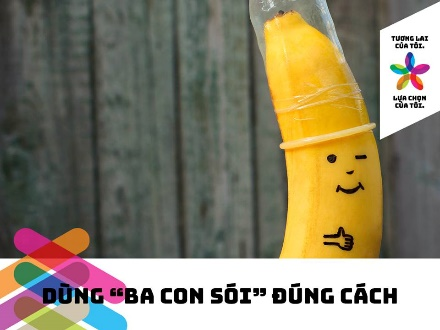 TƯƠNG LAI
CỦA TÔI.
LỰA CHỌN
CỦA TÔI.
DÙNG “BA CON SÓI” ĐÚNG CÁCH